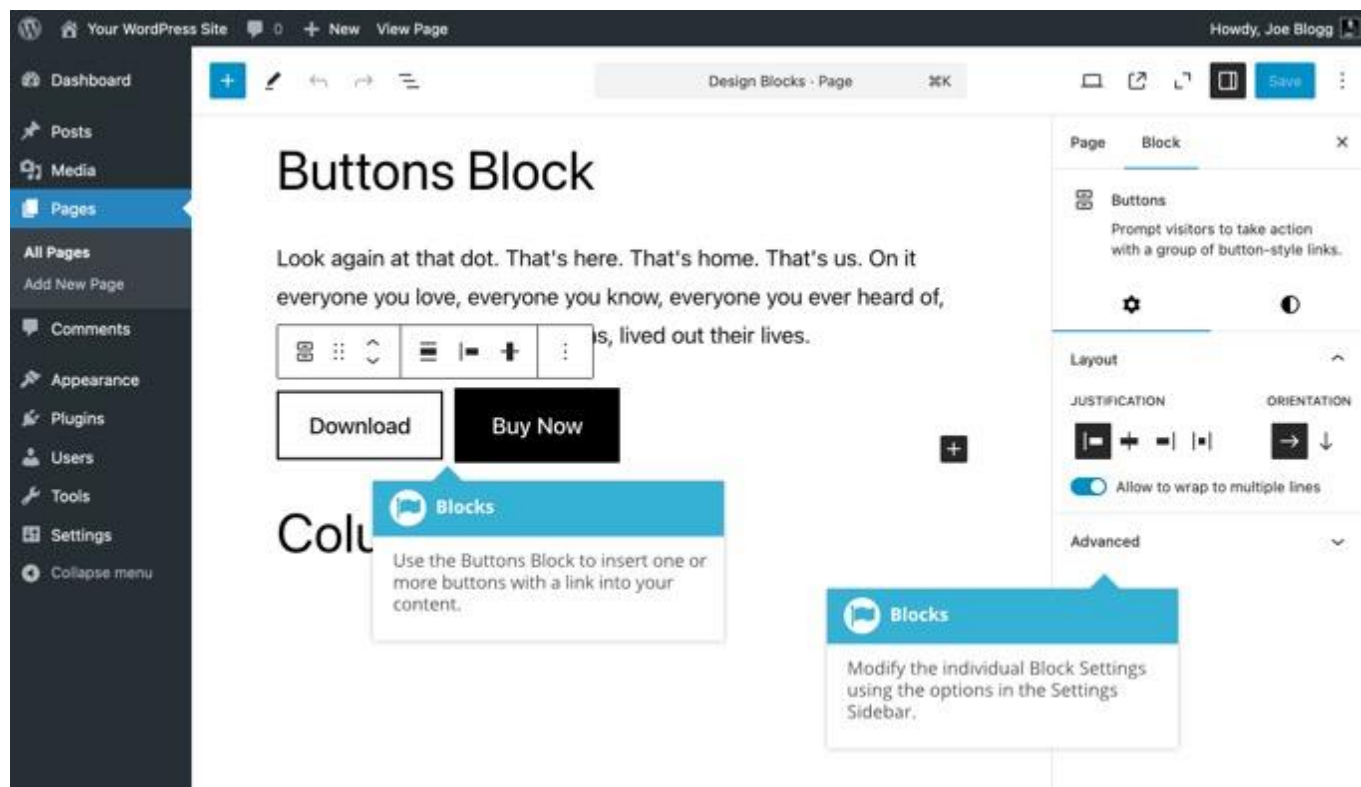 Your WordPress Site 0 + New View Page Howdy, Joe Blogg
Dashboard
Posts
Media
Pages
All Pages
Add New Page
Comments
Appearance
Plugins
Users
Tools
Settings
Collapse menu
Design Blocks · Page ⌘K
Save
Buttons Block
Look again at that dot. That's here. That's home. That's us. On it
everyone you love, everyone you know, everyone you ever heard of,
lived out their lives.
Download
Buy Now
Blocks
Use the Buttons Block to insert one or
more buttons with a link into your
content.
Page Block
Buttons
Prompt visitors to take action
with a group of button-style links.
Layout
JUSTIFICATION ORIENTATION
Allow to wrap to multiple lines
Advanced
Blocks
Modify the individual Block Settings
using the options in the Settings
Sidebar.